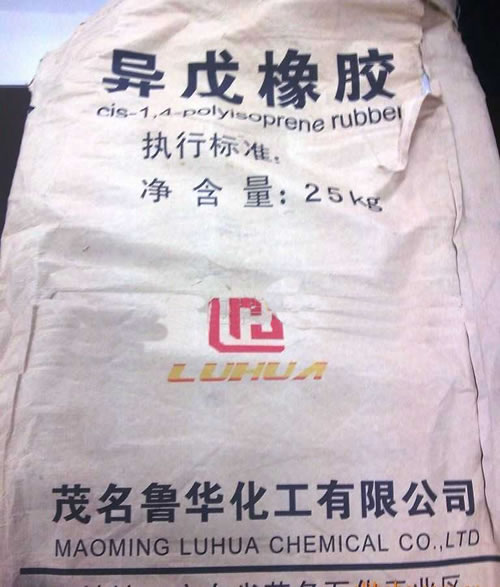 异戊橡胶
cis-1,4-polyisoprene rubber
执行标准:
净含量: 25kg
LUHUA
茂名鲁华化工有限公司
MAOMING LUHUA CHEMICAL CO.,LTD